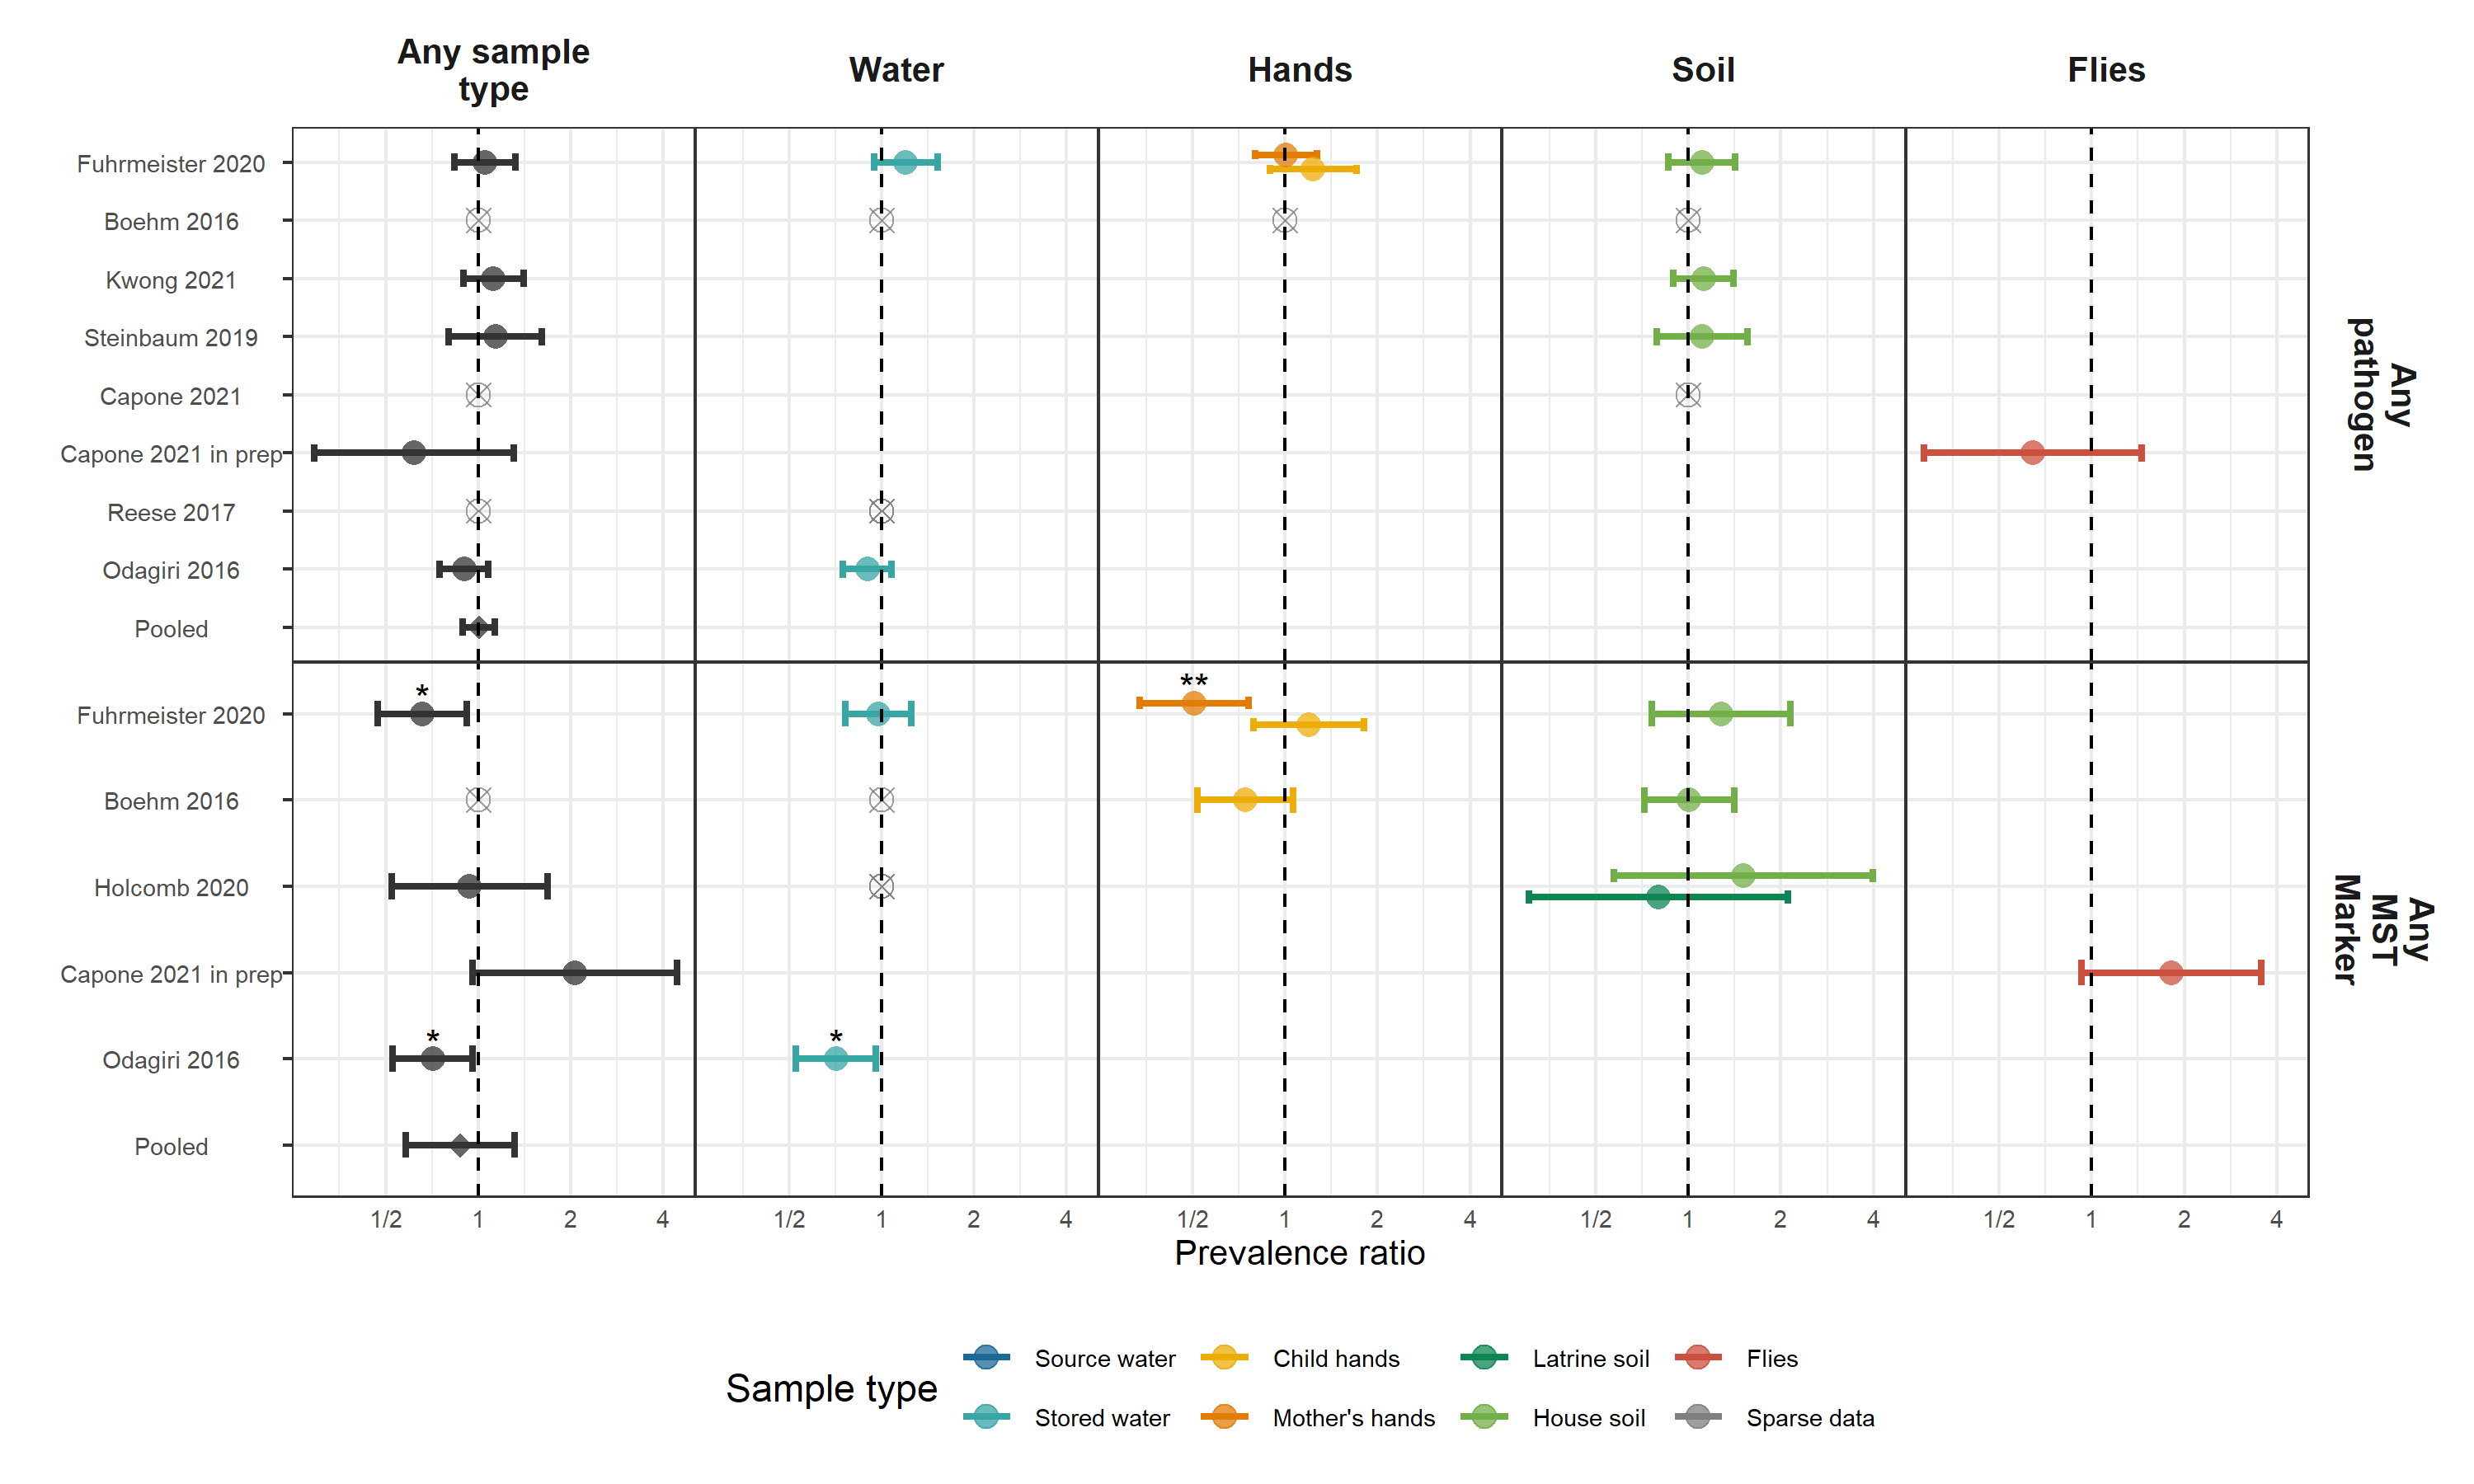 Any sample
type
Water
Hands
Soil
Flies
Fuhrmeister 2020
Boehm 2016
Kwong 2021
Steinbaum 2019
Capone 2021
Capone 2021 in prep
Reese 2017
Odagiri 2016
Pooled
Any
pathogen
*
**
Fuhrmeister 2020
Boehm 2016
Holcomb 2020
Capone 2021 in prep
* *
Odagiri 2016
Pooled
Any
MST
Marker
1/2 1 2 4 1/2 1 2 4 1/2 1 2 4 1/2 1 2 4 1/2 1 2 4
Prevalence ratio
Sample type
Source water
Child hands
Latrine soil
Flies
Stored water
Mother's hands
House soil
Sparse data